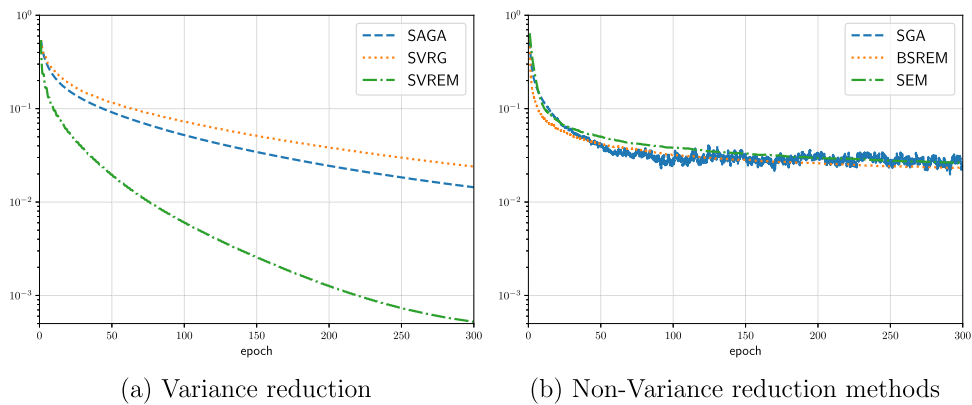 10⁰
10⁻¹
10⁻²
10⁻³
0 50 100 150 200 250 300
epoch
SAGA
SVRG
SVREM
(a) Variance reduction
10⁰
10⁻¹
10⁻²
10⁻³
0 50 100 150 200 250 300
epoch
SGA
BSREM
SEM
(b) Non-Variance reduction methods